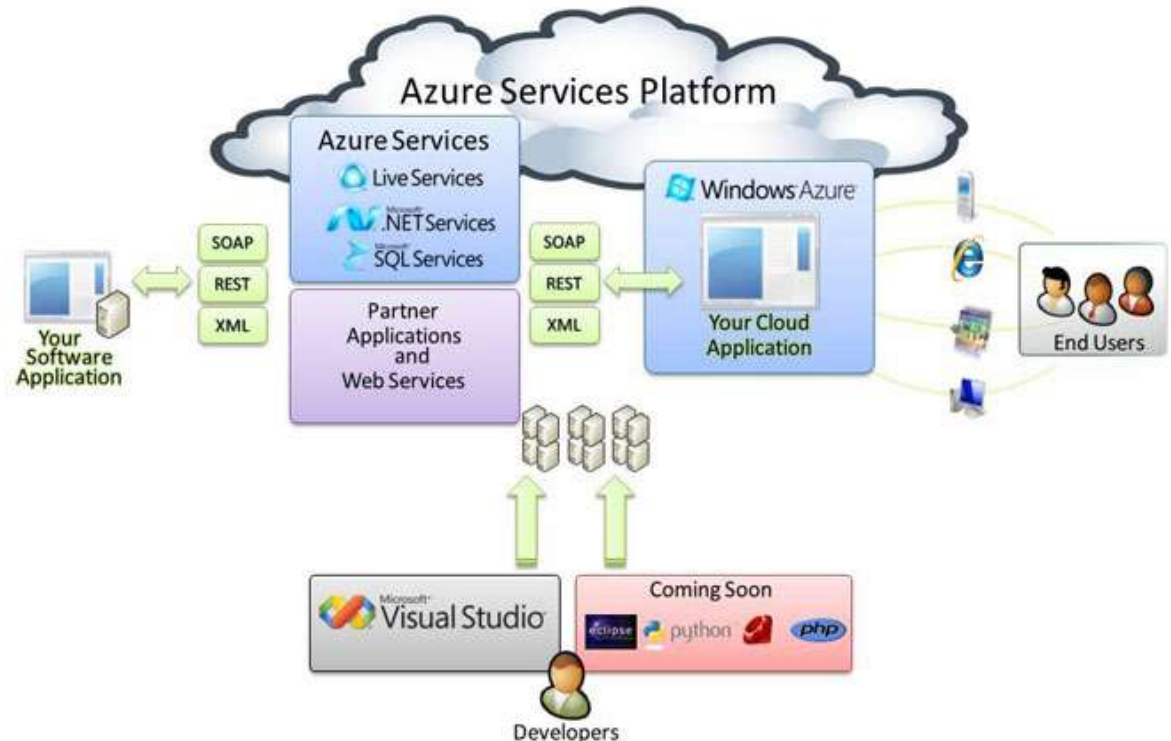 Azure Services Platform
Azure Services
Live Services
Microsoft
.NET Services
Microsoft
SQL Services
Windows Azure
SOAP
REST
XML
SOAP
REST
XML
Your
Software
Application
Partner
Applications
and
Web Services
Your Cloud
Application
End Users
Microsoft
Visual Studio
Coming Soon
eclipse
python
php
Developers